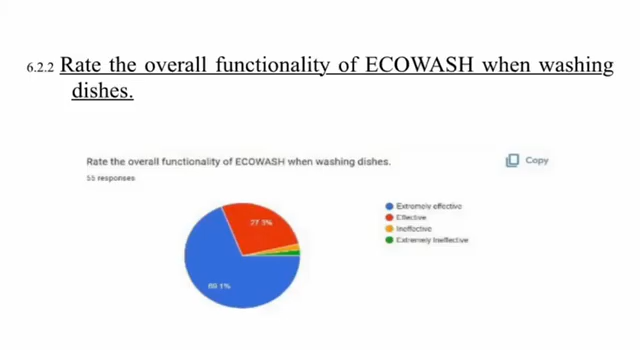 6.2.2 Rate the overall functionality of ECOWASH when washing
dishes.
Rate the overall functionality of ECOWASH when washing dishes.
Copy
55 responses
Extremely effective
27.3%
Effective
Ineffective
Extremely Ineffective
69.1%